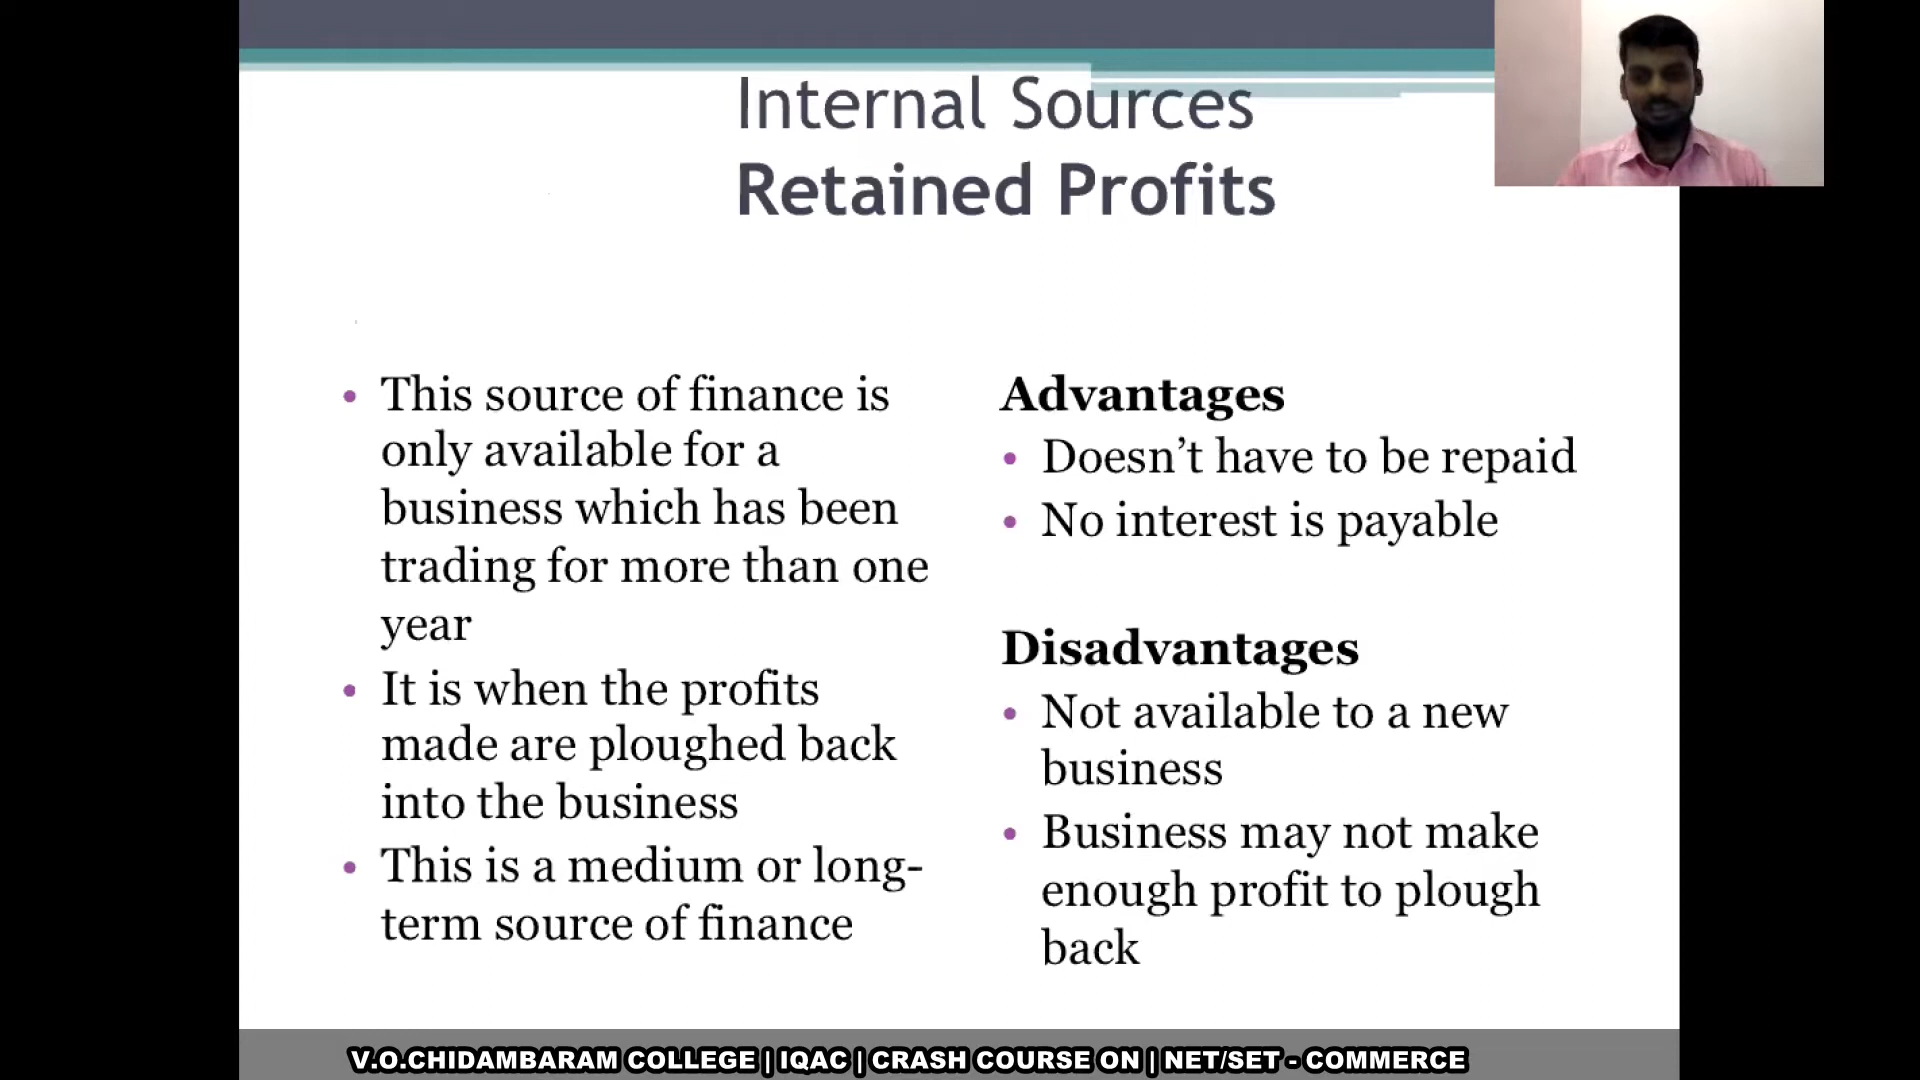 Internal Sources
Retained Profits
• This source of finance is
only available for a
business which has been
trading for more than one
year
• It is when the profits
made are ploughed back
into the business
• This is a medium or long-
term source of finance
Advantages
• Doesn’t have to be repaid
• No interest is payable
Disadvantages
• Not available to a new
business
• Business may not make
enough profit to plough
back
V.O.CHIDAMBARAM COLLEGE | IQAC | CRASH COURSE ON | NET/SET - COMMERCE